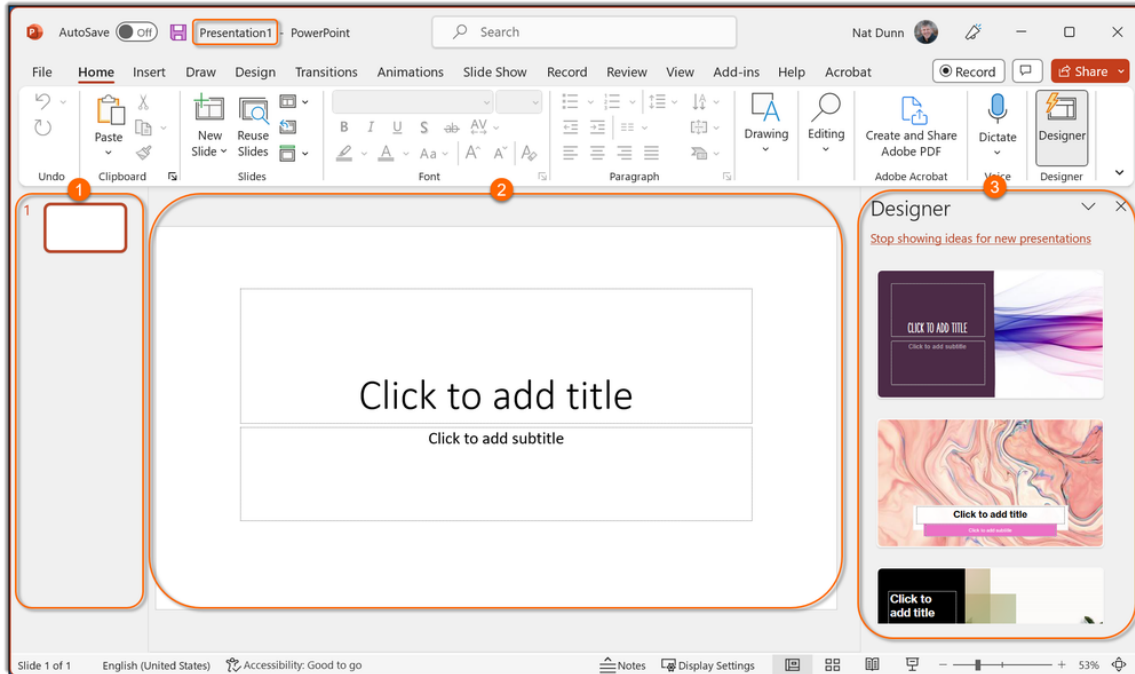 AutoSave Off Presentation1 - PowerPoint Search Nat Dunn
File Home Insert Draw Design Transitions Animations Slide Show Record Review View Add-ins Help Acrobat Record Share
Paste
New
Slide
Reuse
Slides
B I U S ab AV
A Aa A A A
Drawing
Editing
Create and Share
Adobe PDF
Dictate
Designer
Undo Clipboard Slides Font Paragraph Adobe Acrobat Voice Designer
1 2 3
1
Click to add title
Click to add subtitle
Designer
Stop showing ideas for new presentations
CLICK TO ADD TITLE
Click to add subtitle
Click to add title
Click to add subtitle
Click to
add title
Slide 1 of 1 English (United States) Accessibility: Good to go Notes Display Settings 53%